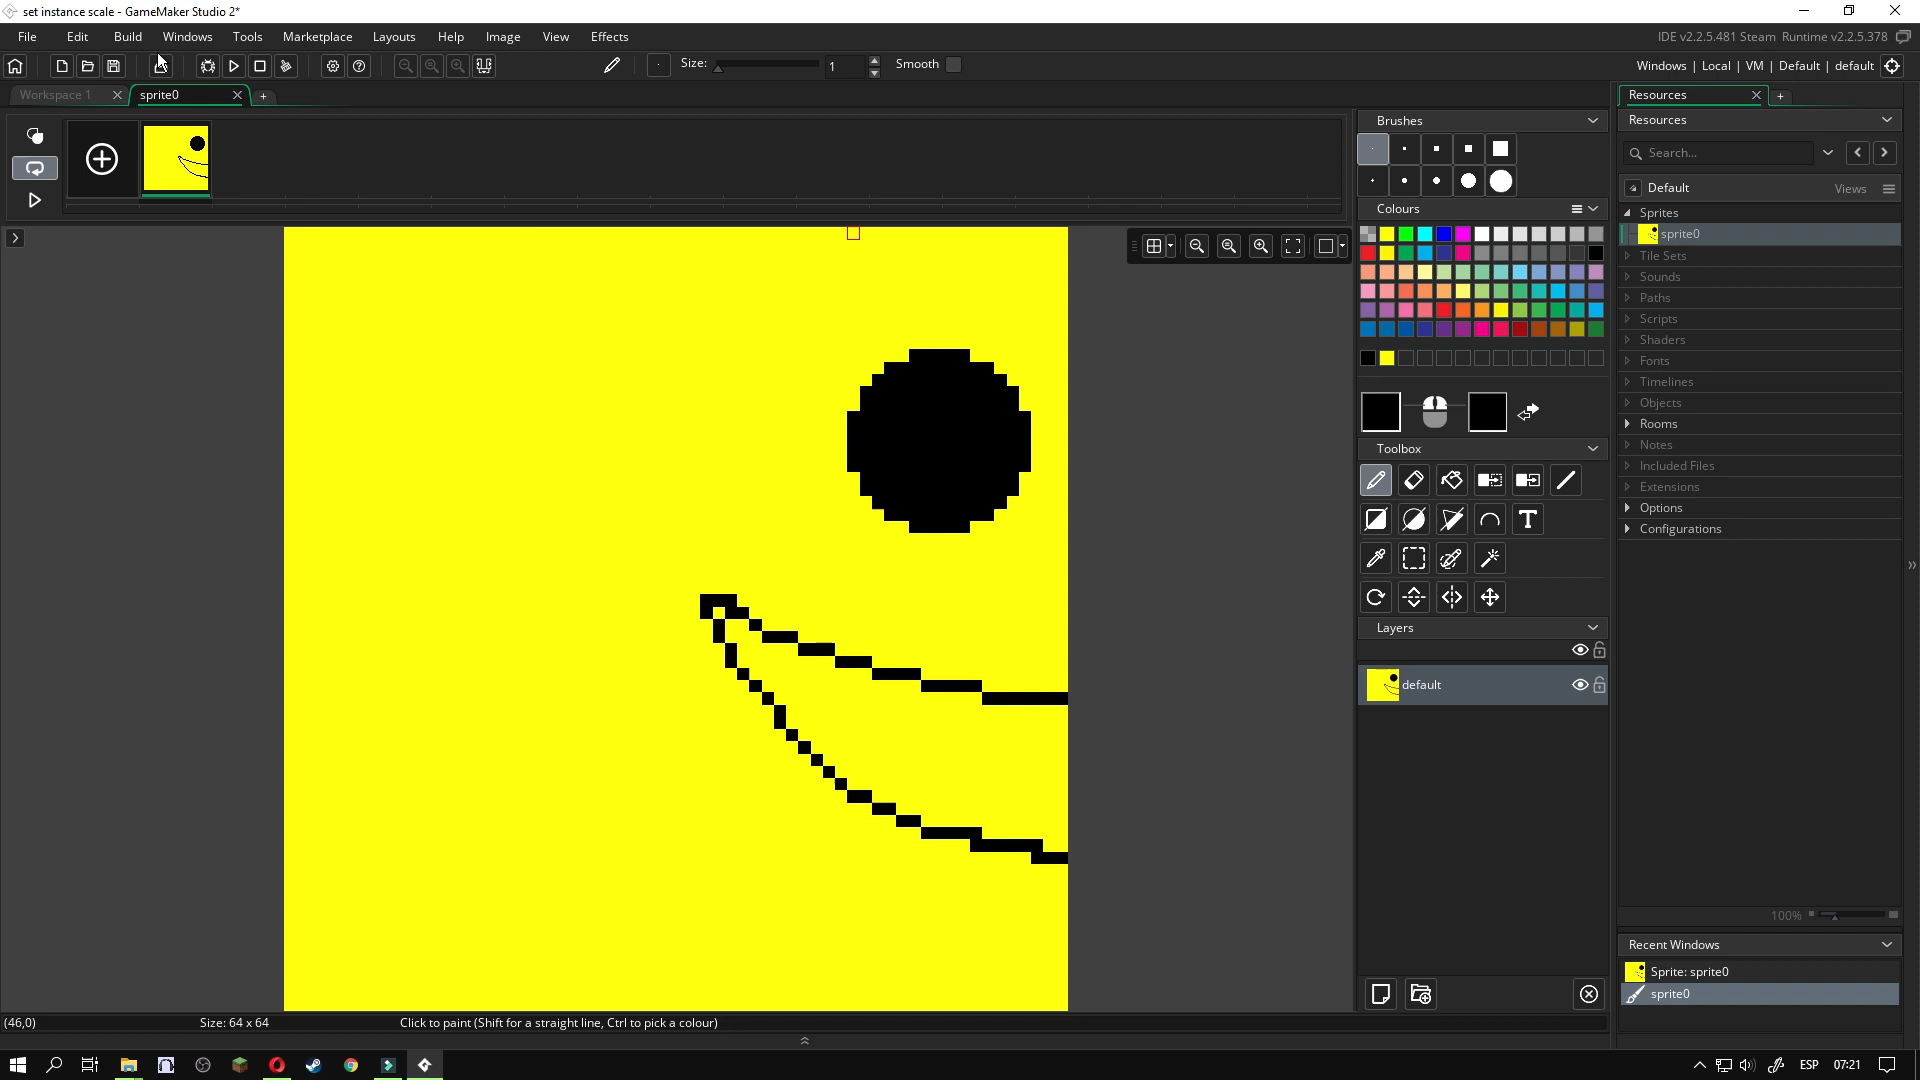 set instance scale - GameMaker Studio 2*
File Edit Build Windows Tools Marketplace Layouts Help Image View Effects
IDE v2.2.5.481 Steam Runtime v2.2.5.378
Size: 1 Smooth
Windows | Local | VM | Default | default
Workspace 1 sprite0
Resources
Brushes
Resources
Search...
Default Views
Colours
Sprites
sprite0
Tile Sets
Sounds
Paths
Scripts
Shaders
Fonts
Timelines
Objects
Rooms
Notes
Included Files
Extensions
Options
Configurations
Toolbox
T
Layers
default
100%
Recent Windows
Sprite: sprite0
sprite0
(46,0) Size: 64 x 64 Click to paint (Shift for a straight line, Ctrl to pick a colour)
ESP 07:21